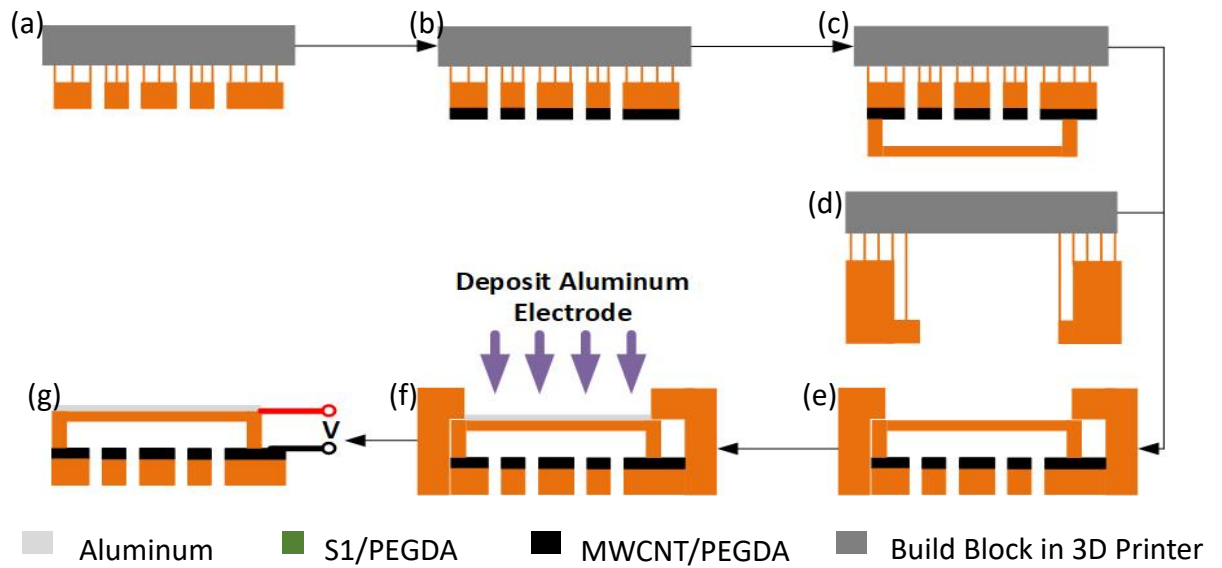 (a)
(b)
(c)
(d)
Deposit Aluminum
Electrode
(g)
V
(f)
(e)
Aluminum
S1/PEGDA
MWCNT/PEGDA
Build Block in 3D Printer